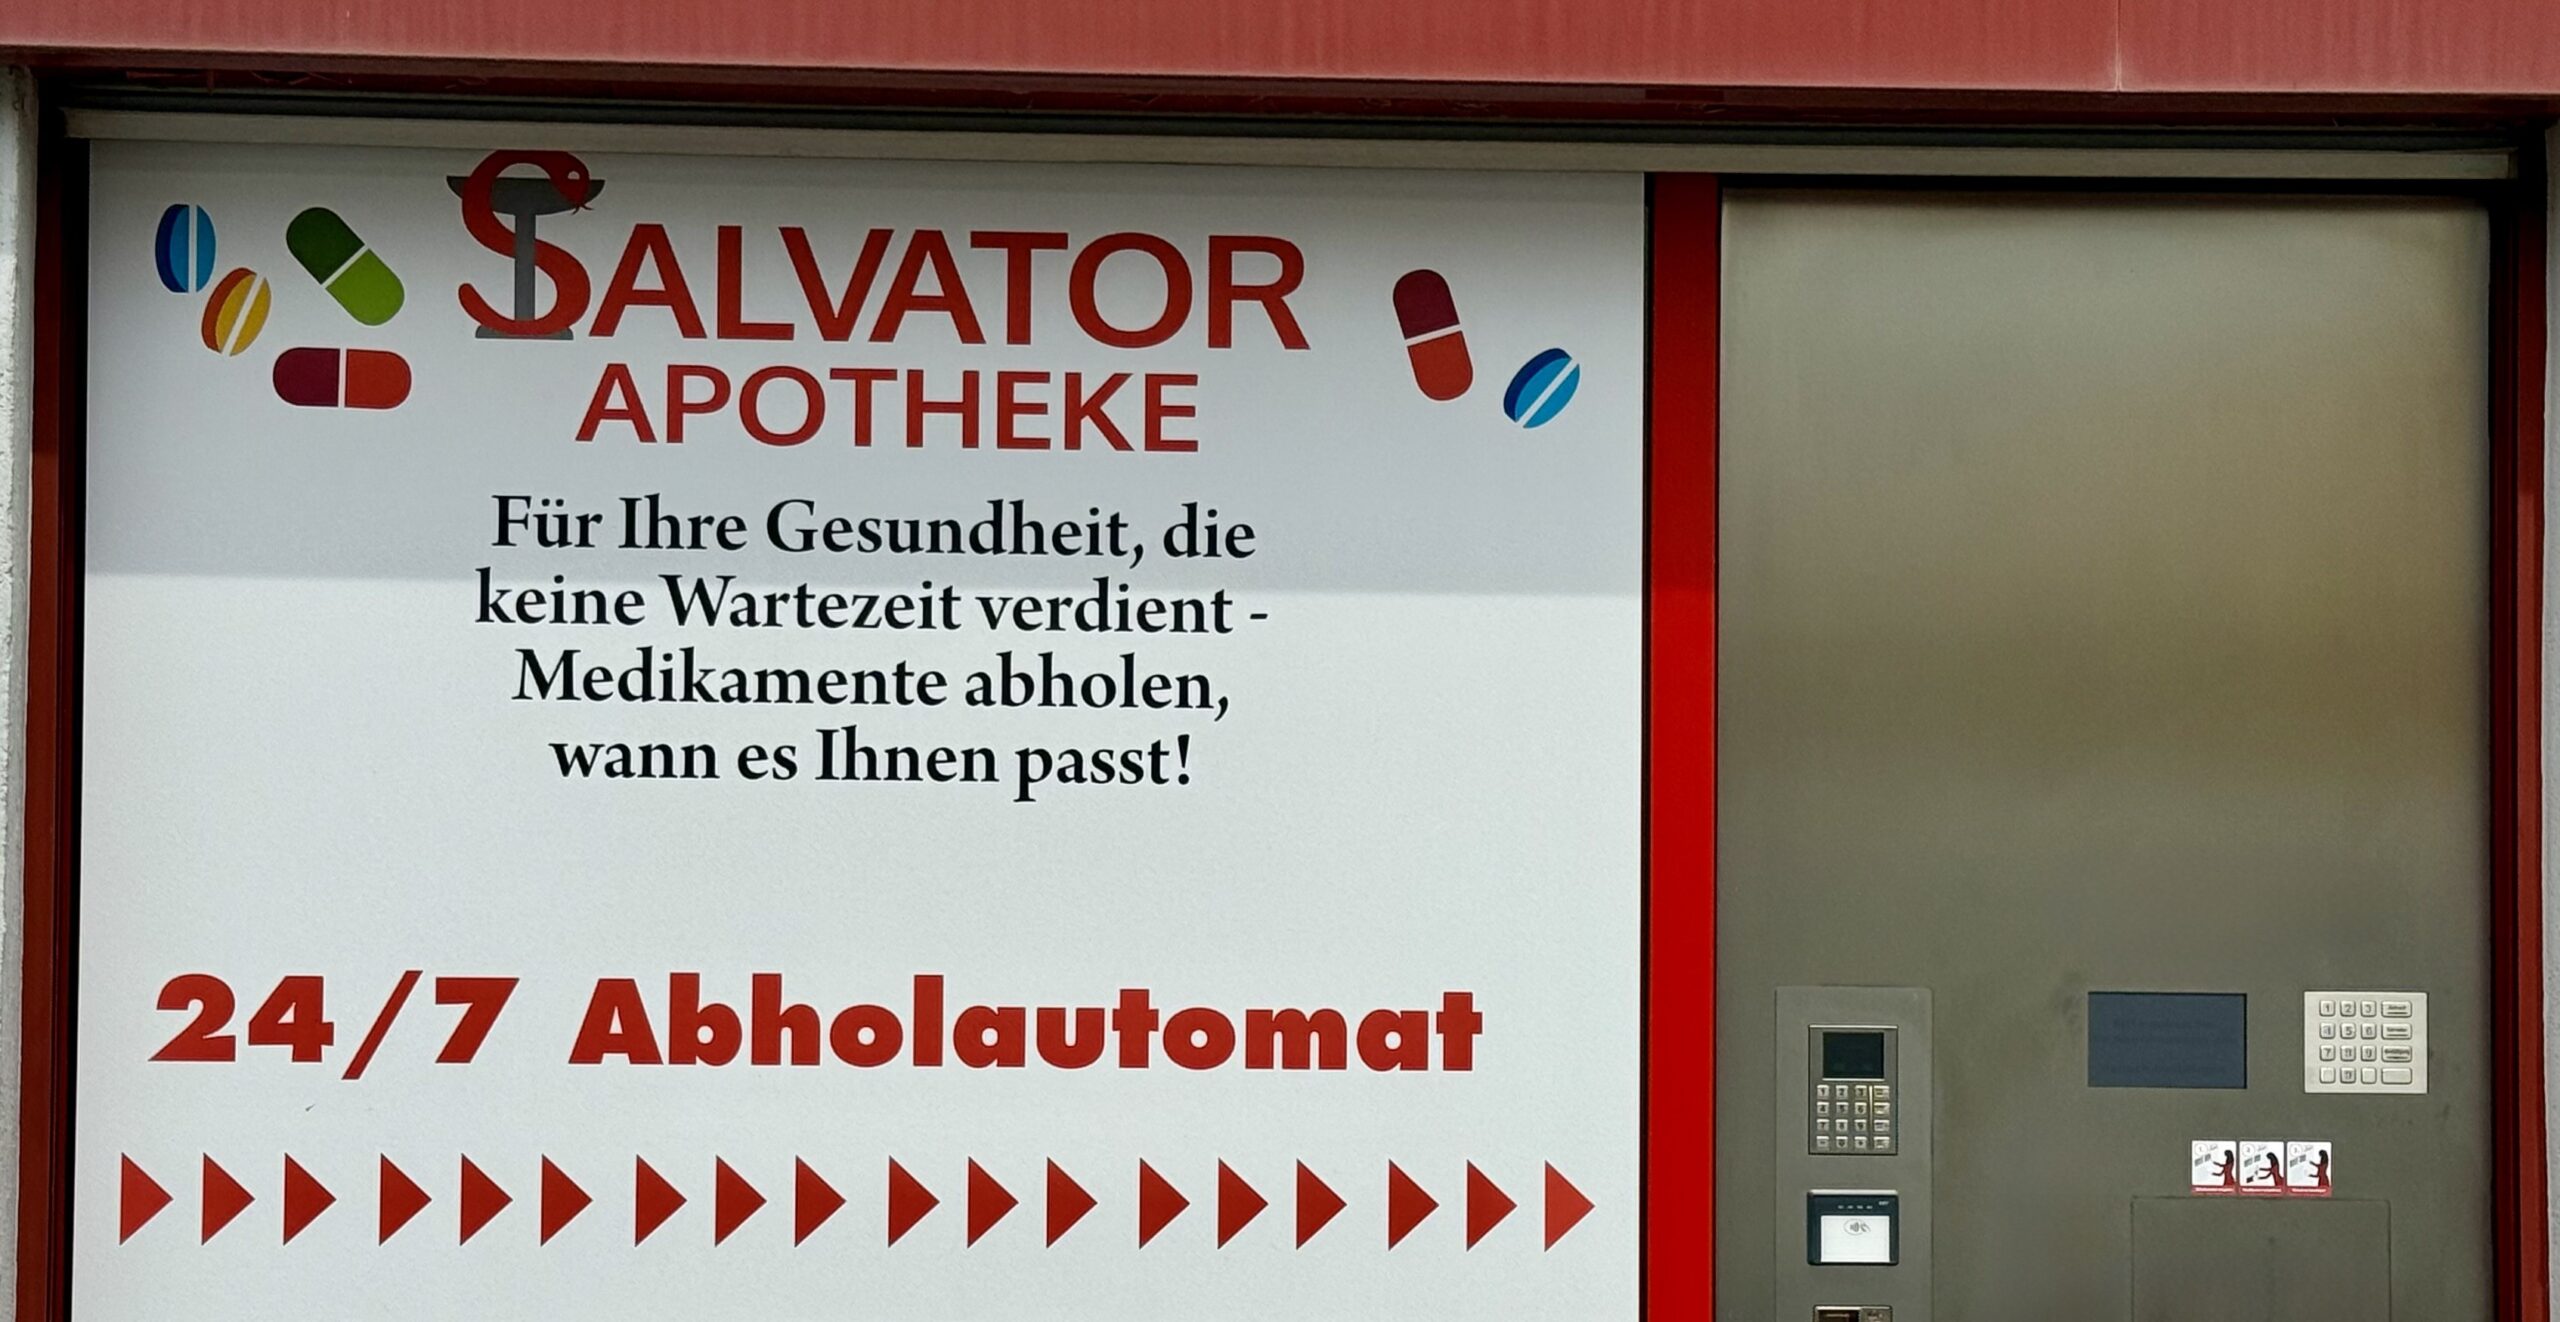 SALVATOR
APOTHEKE
Für Ihre Gesundheit, die
keine Wartezeit verdient -
Medikamente abholen,
wann es Ihnen passt!
24/7 Abholautomat